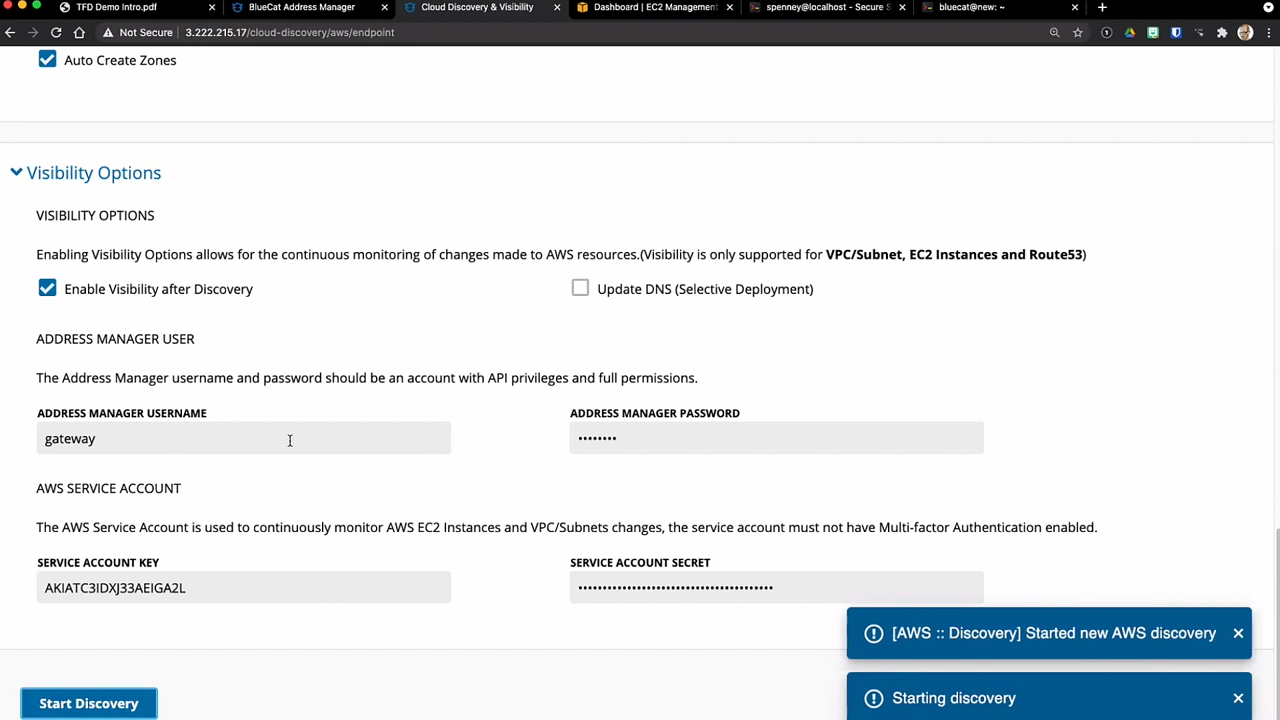 TFD Demo Intro.pdf
BlueCat Address Manager
Cloud Discovery & Visibility
Dashboard | EC2 Management
spenney@localhost - Secure S
bluecat@new: ~
Not Secure
3.222.215.17/cloud-discovery/aws/endpoint
Auto Create Zones
Visibility Options
VISIBILITY OPTIONS
Enabling Visibility Options allows for the continuous monitoring of changes made to AWS resources.(Visibility is only supported for VPC/Subnet, EC2 Instances and Route53)
Enable Visibility after Discovery
Update DNS (Selective Deployment)
ADDRESS MANAGER USER
The Address Manager username and password should be an account with API privileges and full permissions.
ADDRESS MANAGER USERNAME
ADDRESS MANAGER PASSWORD
gateway
••••••••
AWS SERVICE ACCOUNT
The AWS Service Account is used to continuously monitor AWS EC2 Instances and VPC/Subnets changes, the service account must not have Multi-factor Authentication enabled.
SERVICE ACCOUNT KEY
SERVICE ACCOUNT SECRET
AKIATC3IDXJ33AEIGA2L
••••••••••••••••••••••••••••••••••••••••
[AWS :: Discovery] Started new AWS discovery
Starting discovery
Start Discovery